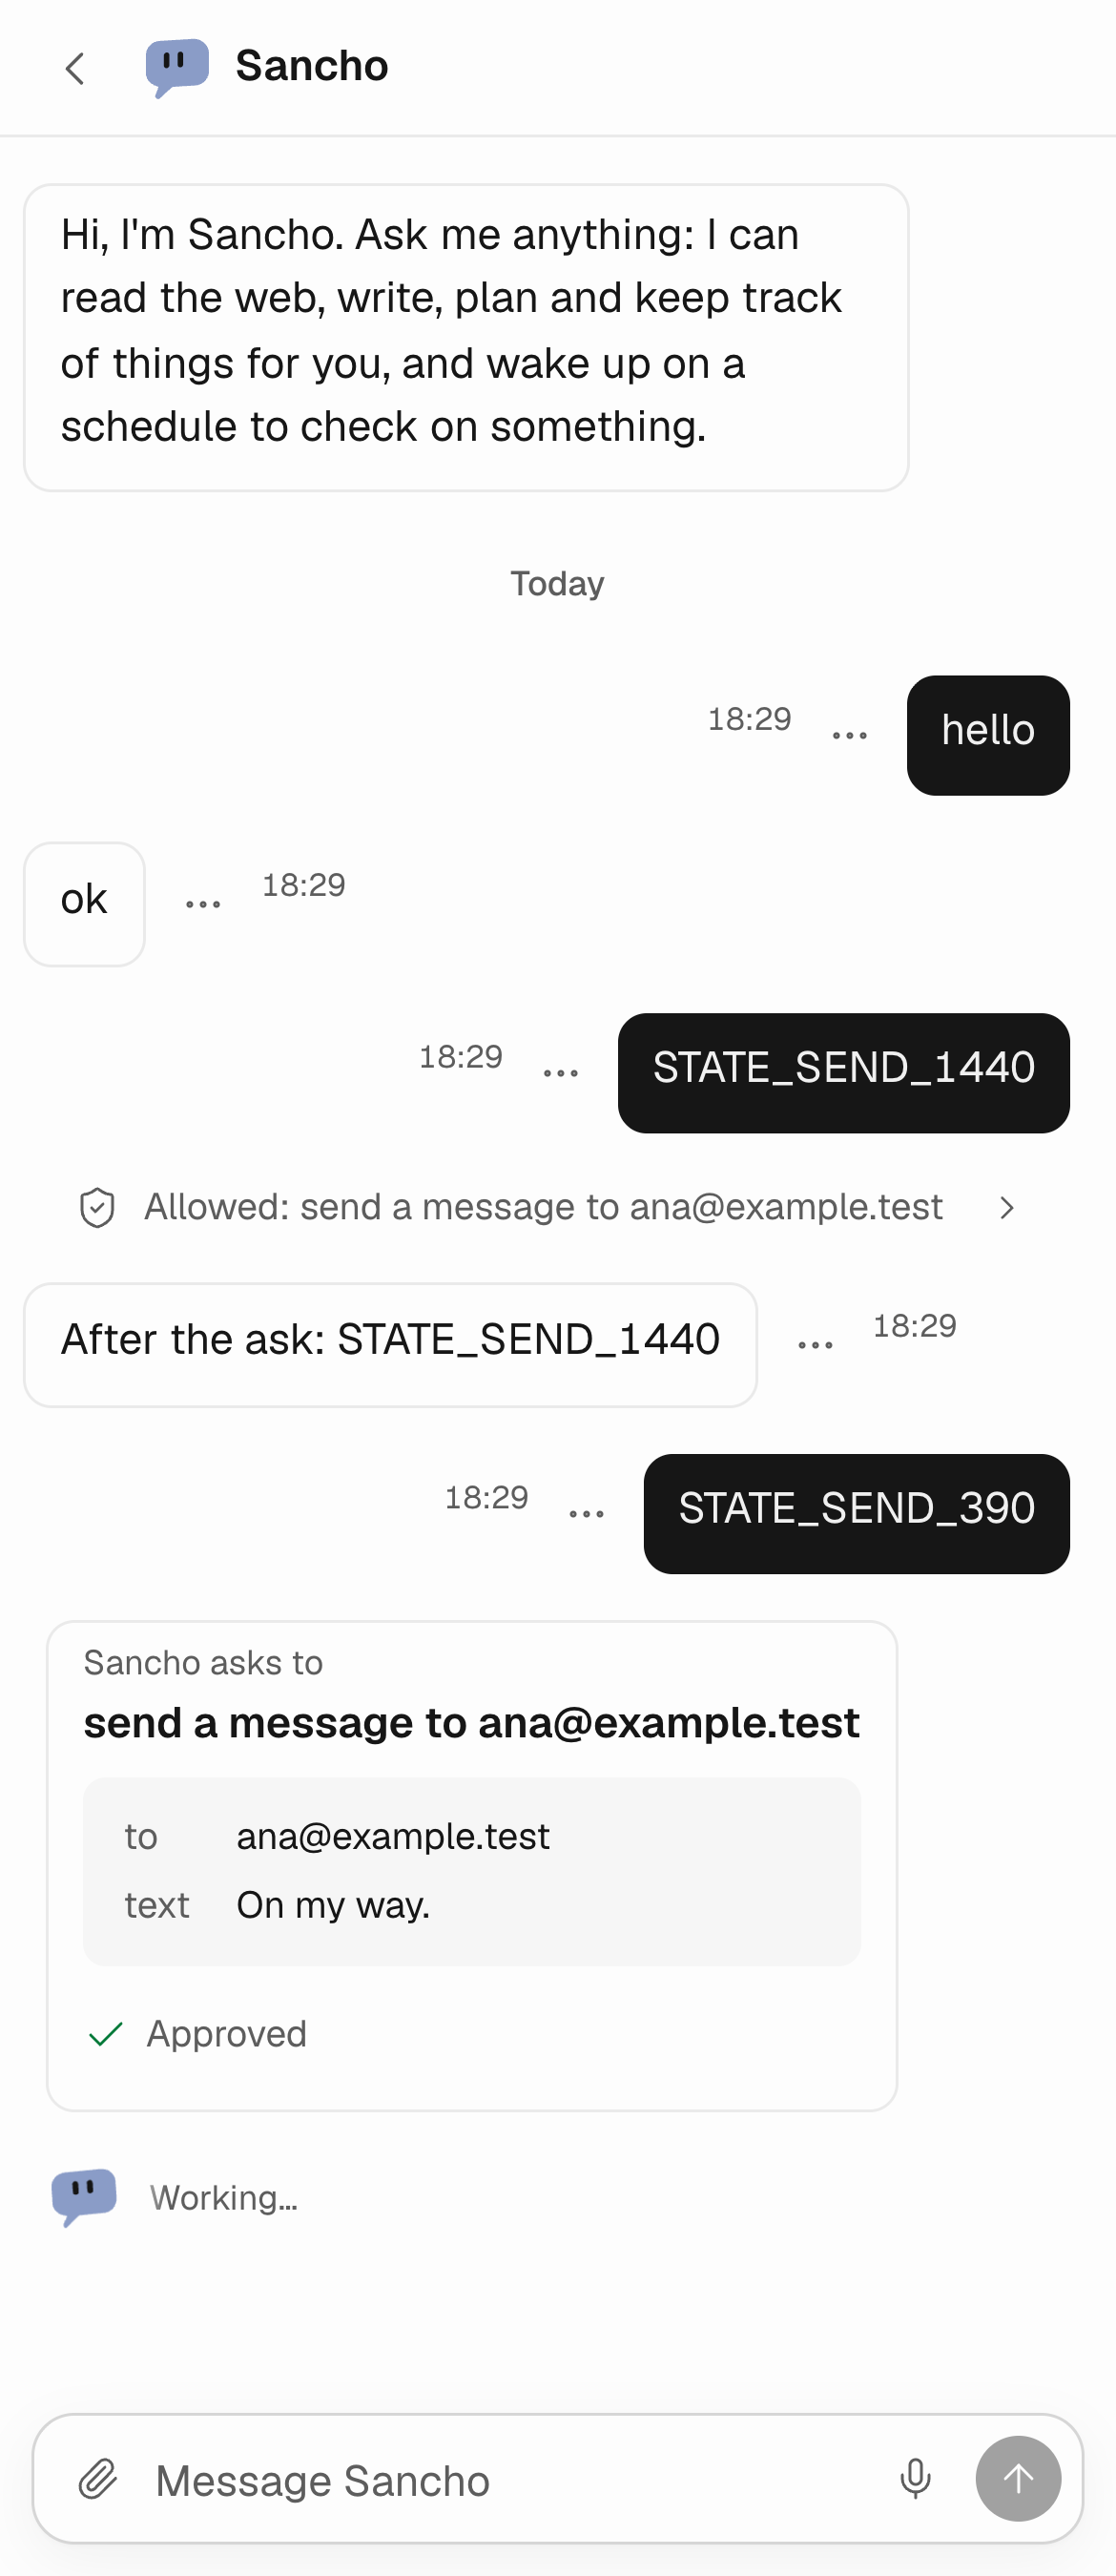 Sancho
Hi, I'm Sancho. Ask me anything: I can
read the web, write, plan and keep track
of things for you, and wake up on a
schedule to check on something.
Today
18:29 ... hello
ok ... 18:29
18:29 ... STATE_SEND_1440
Allowed: send a message to ana@example.test
After the ask: STATE_SEND_1440 ... 18:29
18:29 ... STATE_SEND_390
Sancho asks to
send a message to ana@example.test
to ana@example.test
text On my way.
Approved
Working...
Message Sancho